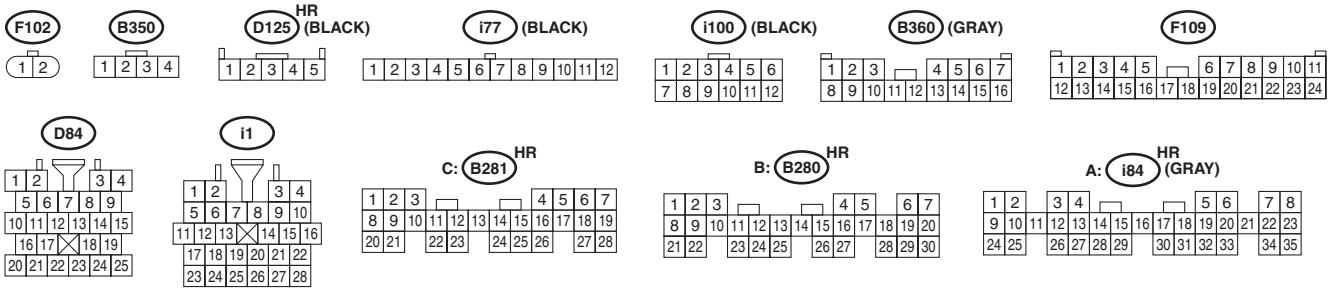 F102
1 2
B350
1 2 3 4
D125 HR (BLACK)
1 2 3 4 5
i77 (BLACK)
1 2 3 4 5 6 7 8 9 10 11 12
i100 (BLACK)
1 2 3 4 5 6
7 8 9 10 11 12
B360 (GRAY)
1 2 3 4 5 6 7
8 9 10 11 12 13 14 15 16
F109
1 2 3 4 5 6 7 8 9 10 11
12 13 14 15 16 17 18 19 20 21 22 23 24
D84
1 2 3 4
5 6 7 8 9
10 11 12 13 14 15
16 17 18 19
20 21 22 23 24 25
i1
1 2 3 4
5 6 7 8 9 10
11 12 13 14 15 16
17 18 19 20 21 22
23 24 25 26 27 28
C: B281 HR
1 2 3 4 5 6 7
8 9 10 11 12 13 14 15 16 17 18 19
20 21 22 23 24 25 26 27 28
B: B280 HR
1 2 3 4 5 6 7
8 9 10 11 12 13 14 15 16 17 18 19 20
21 22 23 24 25 26 27 28 29 30
A: i84 HR (GRAY)
1 2 3 4 5 6 7 8
9 10 11 12 13 14 15 16 17 18 19 20 21 22 23
24 25 26 27 28 29 30 31 32 33 34 35